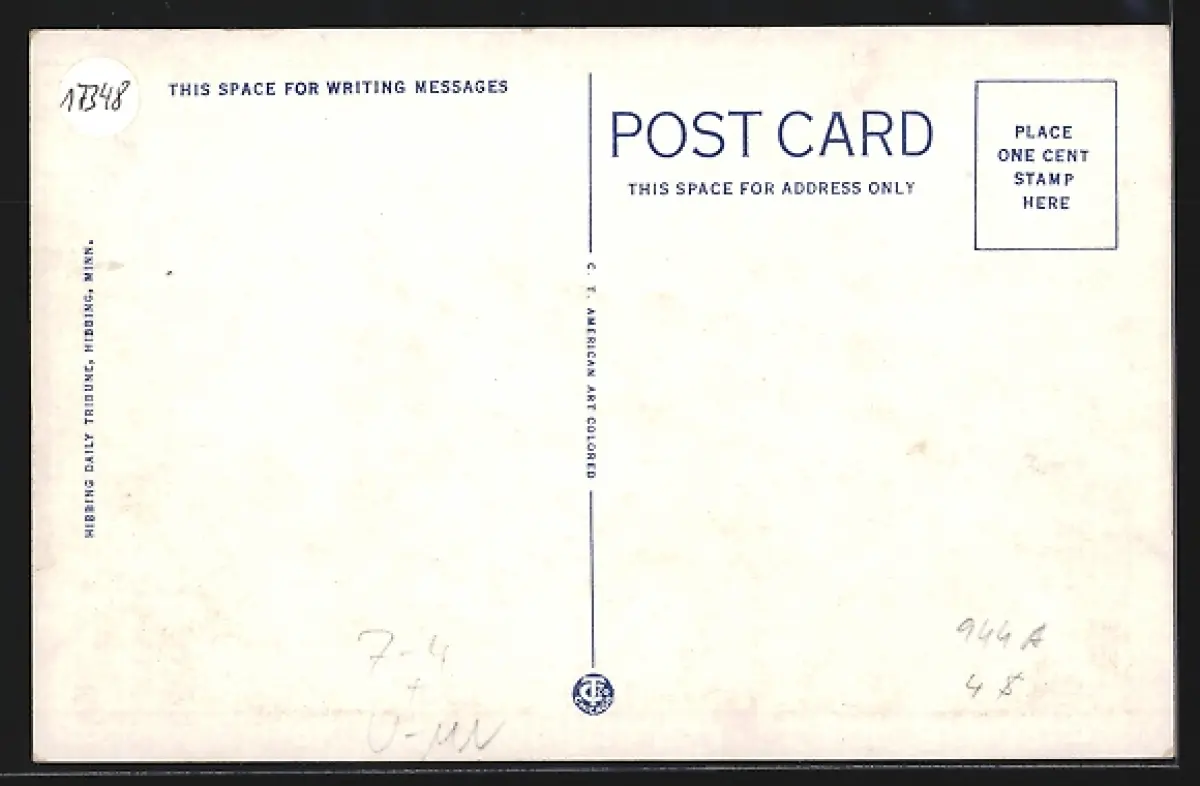 17348
THIS SPACE FOR WRITING MESSAGES
POST CARD
THIS SPACE FOR ADDRESS ONLY
PLACE
ONE CENT
STAMP
HERE
HIBBING DAILY TRIBUNE, HIBBING, MINN.
C. T. AMERICAN ART COLORED
7-4
944 A
4 $
CHICAGO